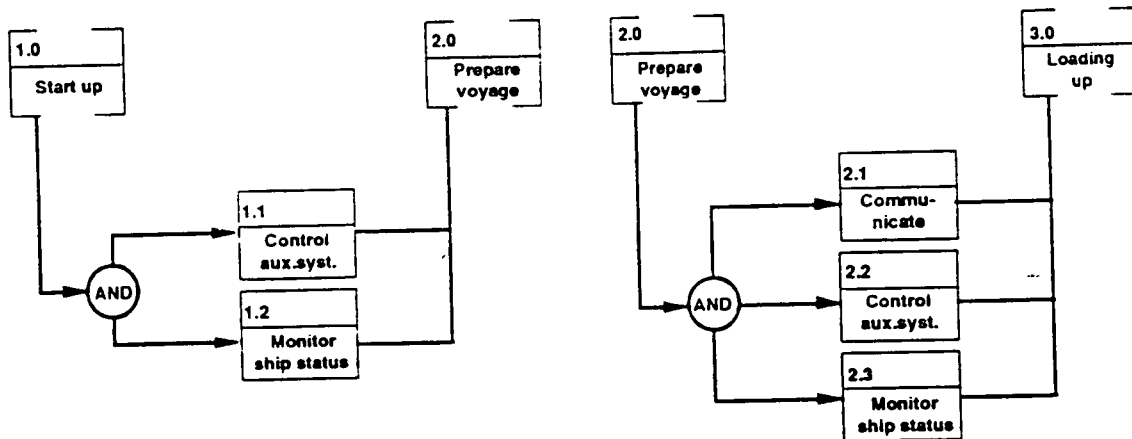 1.0
Start up
2.0
Prepare
voyage
AND
1.1
Control
aux.syst.
1.2
Monitor
ship status
2.0
Prepare
voyage
3.0
Loading
up
AND
2.1
Commu-
nicate
2.2
Control
aux.syst.
2.3
Monitor
ship status